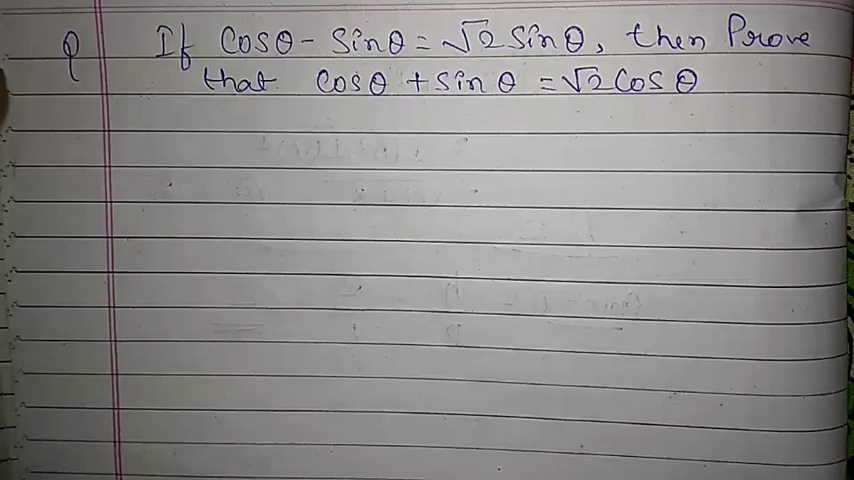 Q If Cosθ - Sinθ = √2 Sinθ, then Prove
that Cosθ + Sinθ = √2 Cosθ